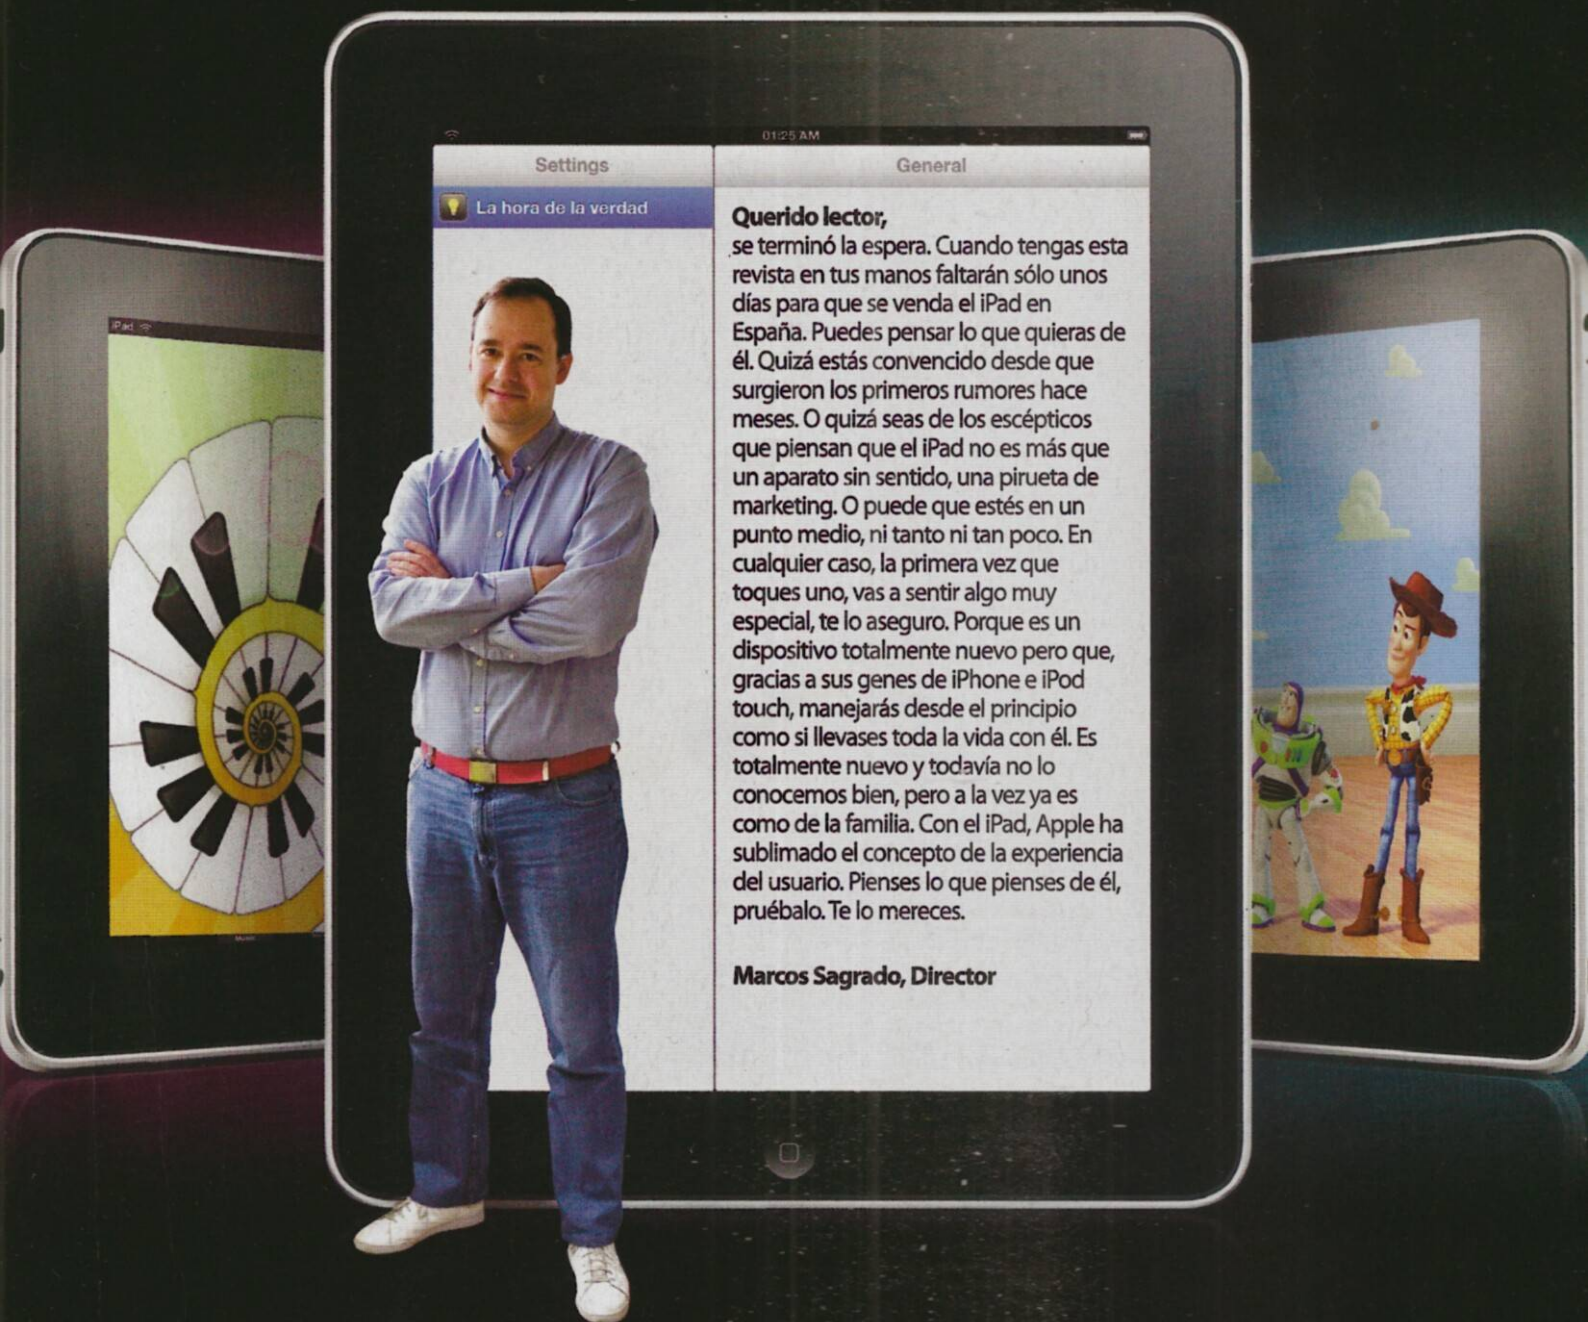 01:25 AM
Settings
General
La hora de la verdad
Querido lector,
se terminó la espera. Cuando tengas esta
revista en tus manos faltarán sólo unos
días para que se venda el iPad en
España. Puedes pensar lo que quieras de
él. Quizá estás convencido desde que
surgieron los primeros rumores hace
meses. O quizá seas de los escépticos
que piensan que el iPad no es más que
un aparato sin sentido, una pirueta de
marketing. O puede que estés en un
punto medio, ni tanto ni tan poco. En
cualquier caso, la primera vez que
toques uno, vas a sentir algo muy
especial, te lo aseguro. Porque es un
dispositivo totalmente nuevo pero que,
gracias a sus genes de iPhone e iPod
touch, manejarás desde el principio
como si llevases toda la vida con él. Es
totalmente nuevo y todavía no lo
conocemos bien, pero a la vez ya es
como de la familia. Con el iPad, Apple ha
sublimado el concepto de la experiencia
del usuario. Pienses lo que pienses de él,
pruébalo. Te lo mereces.
Marcos Sagrado, Director
iPad